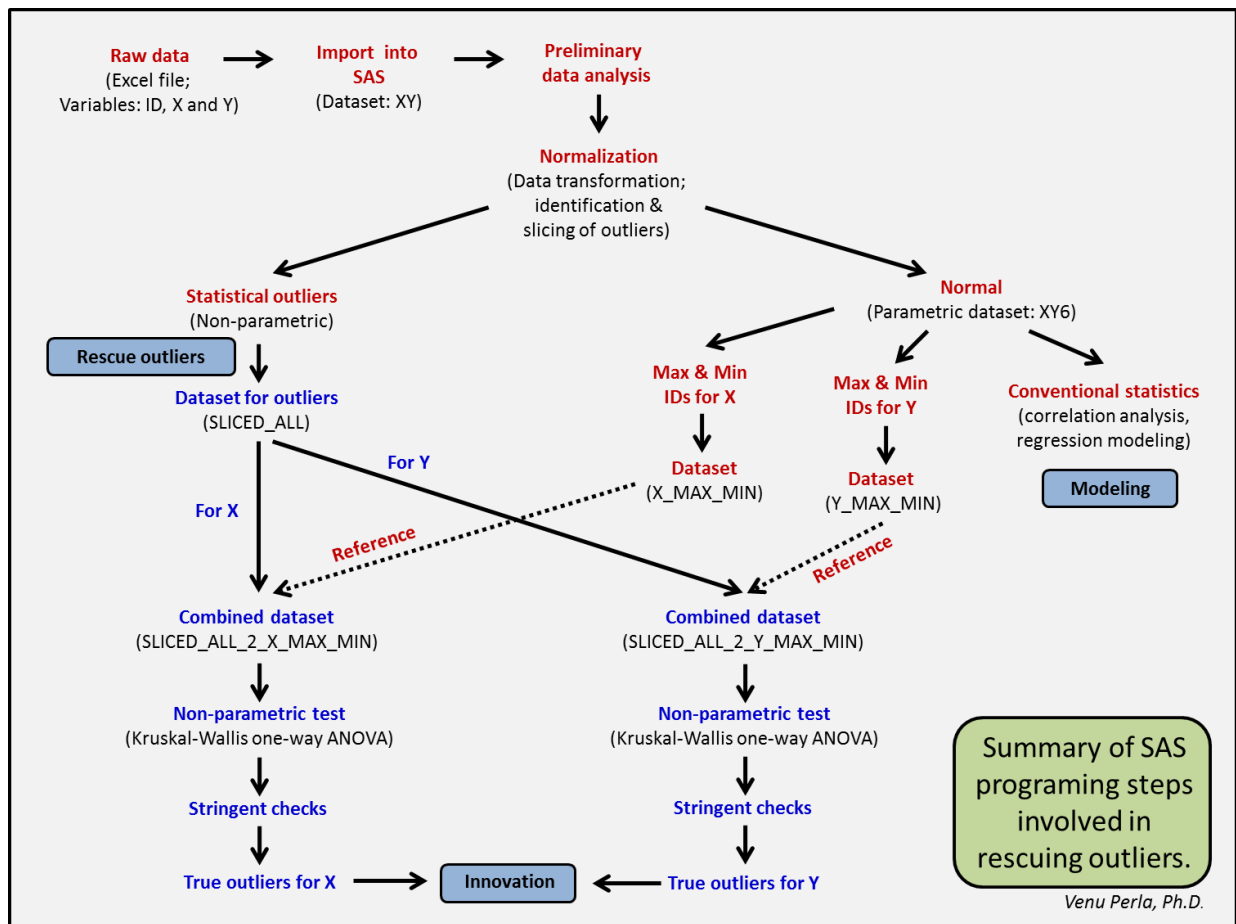 Raw data
(Excel file;
Variables: ID, X and Y)
Import into
SAS
(Dataset: XY)
Preliminary
data analysis
Normalization
(Data transformation;
identification &
slicing of outliers)
Statistical outliers
(Non-parametric)
Rescue outliers
Dataset for outliers
(SLICED_ALL)
Normal
(Parametric dataset: XY6)
Max & Min
IDs for X
Max & Min
IDs for Y
Conventional statistics
(correlation analysis,
regression modeling)
Modeling
Dataset
(X_MAX_MIN)
Dataset
(Y_MAX_MIN)
For Y
For X
Reference
Reference
Combined dataset
(SLICED_ALL_2_X_MAX_MIN)
Combined dataset
(SLICED_ALL_2_Y_MAX_MIN)
Non-parametric test
(Kruskal-Wallis one-way ANOVA)
Non-parametric test
(Kruskal-Wallis one-way ANOVA)
Stringent checks
Stringent checks
True outliers for X
Innovation
True outliers for Y
Summary of SAS
programing steps
involved in
rescuing outliers.
Venu Perla, Ph.D.